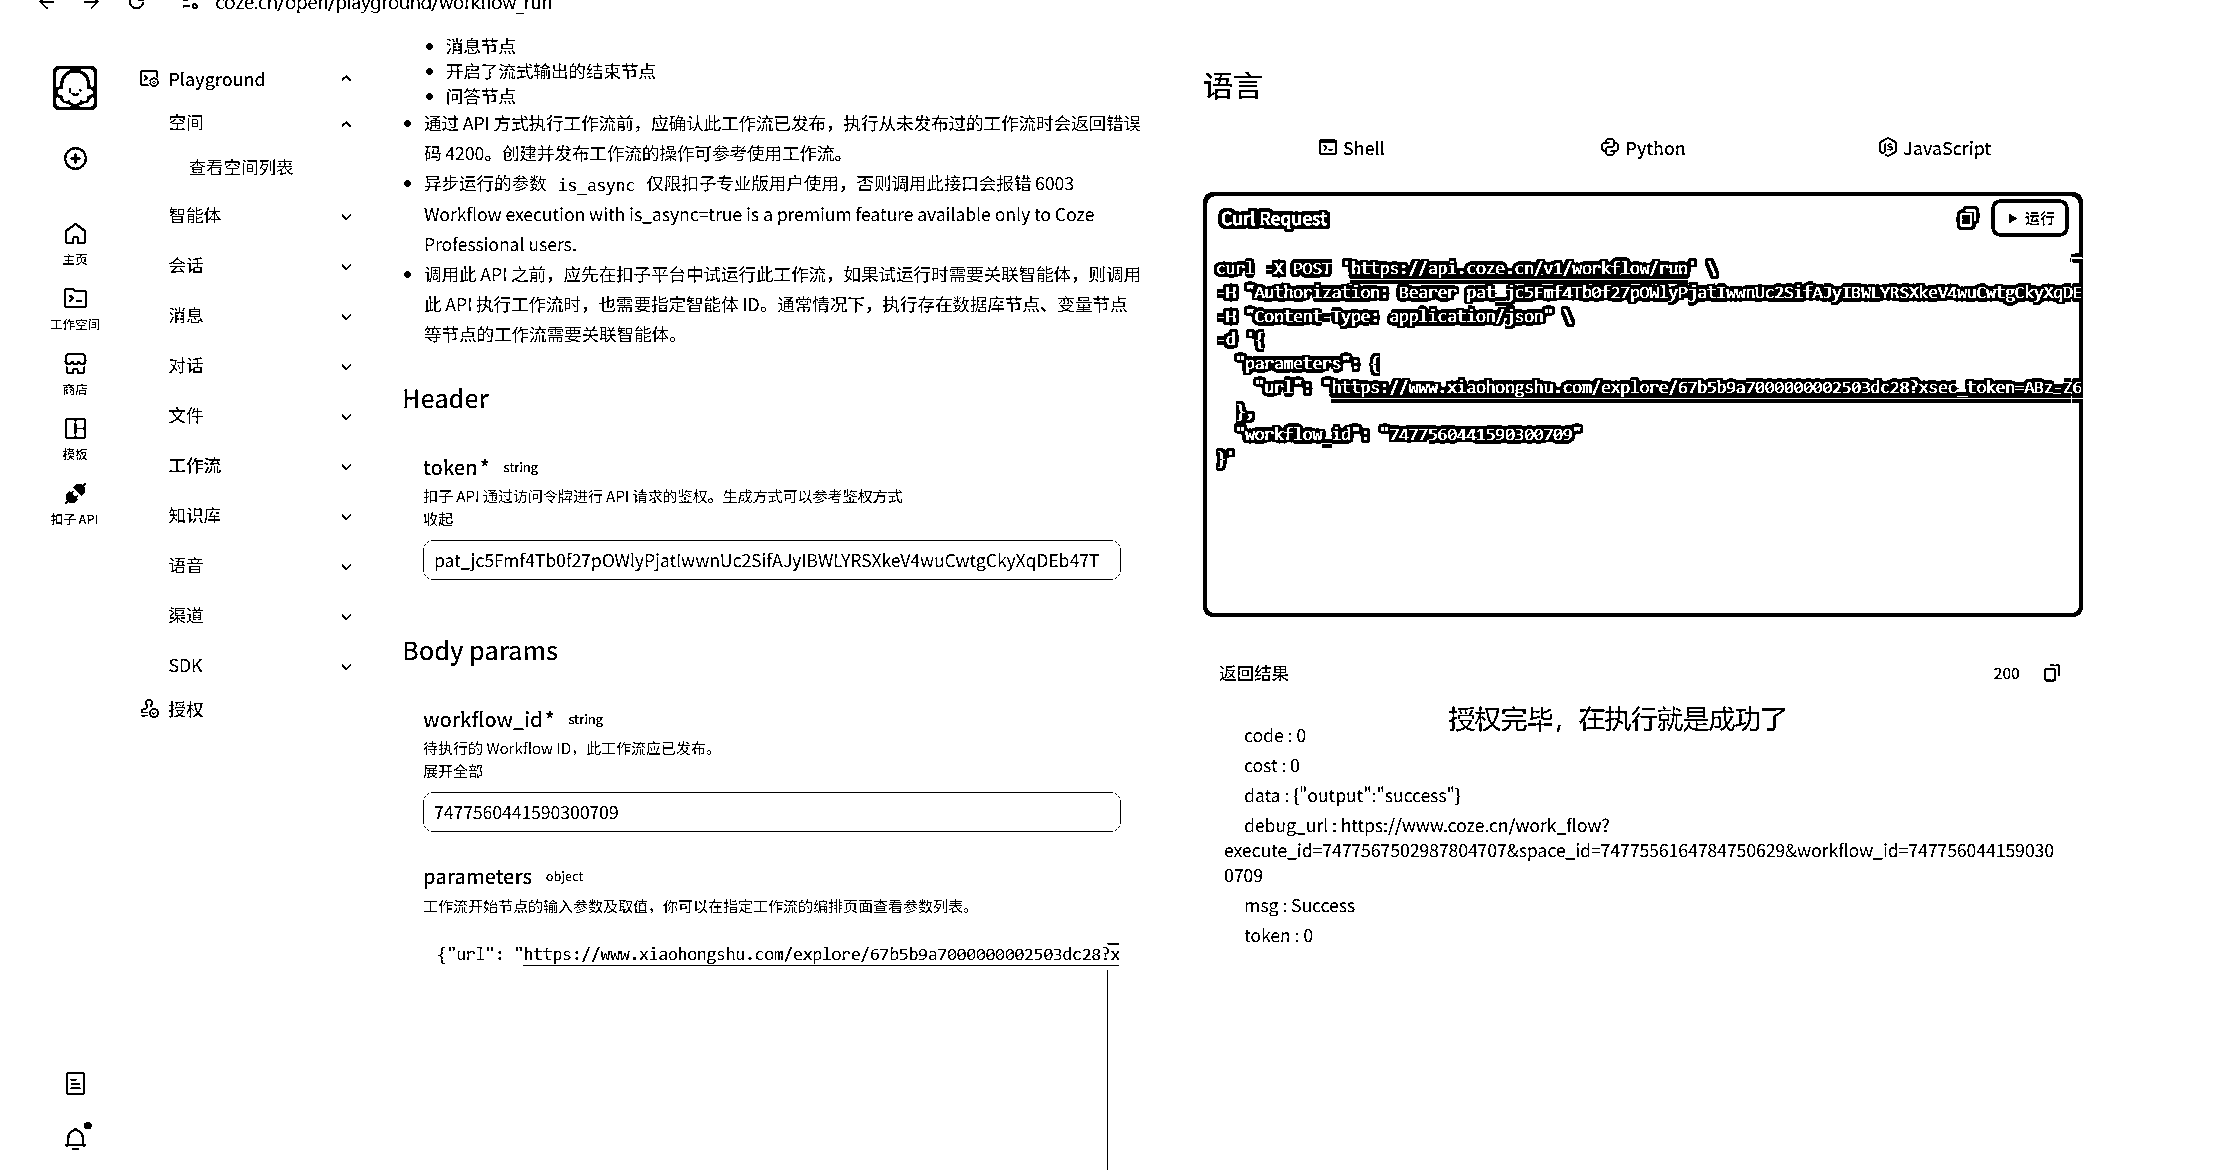 coze.cn/open/playground/workflow_run
Playground
空间
查看空间列表
智能体
会话
消息
对话
文件
工作流
知识库
语音
渠道
SDK
授权
主页
工作空间
商店
模板
扣子 API
消息节点
开启了流式输出的结束节点
问答节点
通过 API 方式执行工作流前，应确认此工作流已发布，执行从未发布过的工作流时会返回错误
码 4200。创建并发布工作流的操作可参考使用工作流。
异步运行的参数 is_async 仅限扣子专业版用户使用，否则调用此接口会报错 6003
Workflow execution with is_async=true is a premium feature available only to Coze
Professional users.
调用此 API 之前，应先在扣子平台中试运行此工作流，如果试运行时需要关联智能体，则调用
此 API 执行工作流时，也需要指定智能体 ID。通常情况下，执行存在数据库节点、变量节点
等节点的工作流需要关联智能体。
Header
token* string
扣子 API 通过访问令牌进行 API 请求的鉴权。生成方式可以参考鉴权方式
收起
pat_jc5Fmf4Tb0f27pOWlyPjatIwwnUc2SifAJyIBWLYRSXkeV4wuCwtgCkyXqDEb47T
Body params
workflow_id* string
待执行的 Workflow ID，此工作流应已发布。
展开全部
7477560441590300709
parameters object
工作流开始节点的输入参数及取值，你可以在指定工作流的编排页面查看参数列表。
{"url": "https://www.xiaohongshu.com/explore/67b5b9a7000000002503dc28?x
语言
Shell
Python
JavaScript
Curl Request
运行
curl -X POST 'https://api.coze.cn/v1/workflow/run' \
-H "Authorization: Bearer pat_jc5Fmf4Tb0f27pOWlyPjatIwwnUc2SifAJyIBWLYRSXkeV4wuCwtgCkyXqDE
-H "Content-Type: application/json" \
-d '{
"parameters": {
"url": "https://www.xiaohongshu.com/explore/67b5b9a7000000002503dc28?xsec_token=ABz-Z6
},
"workflow_id": "7477560441590300709"
}'
返回结果
200
授权完毕，在执行就是成功了
code : 0
cost : 0
data : {"output":"success"}
debug_url : https://www.coze.cn/work_flow?
execute_id=7477567502987804707&space_id=7477556164784750629&workflow_id=747756044159030
0709
msg : Success
token : 0